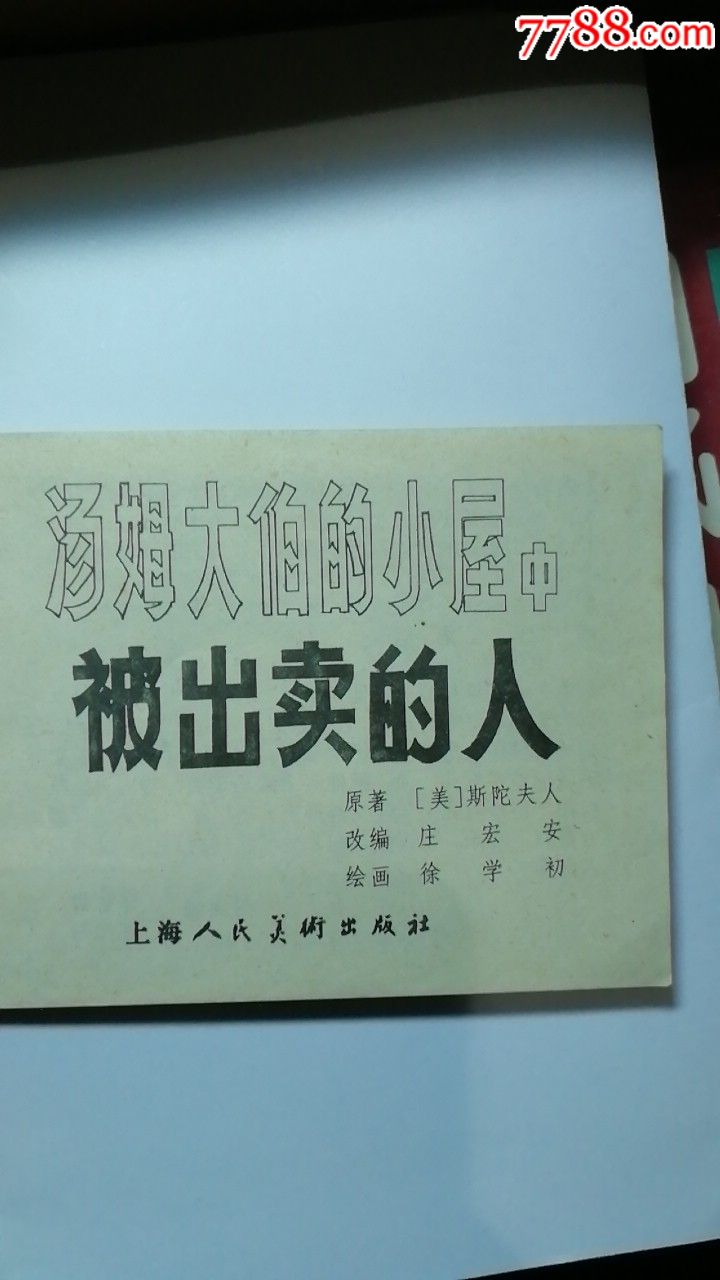 7788.com
汤姆大伯的小屋中
被出卖的人
原著 [美]斯陀夫人
改编 庄宏安
绘画 徐学初
上海人民美術出版社